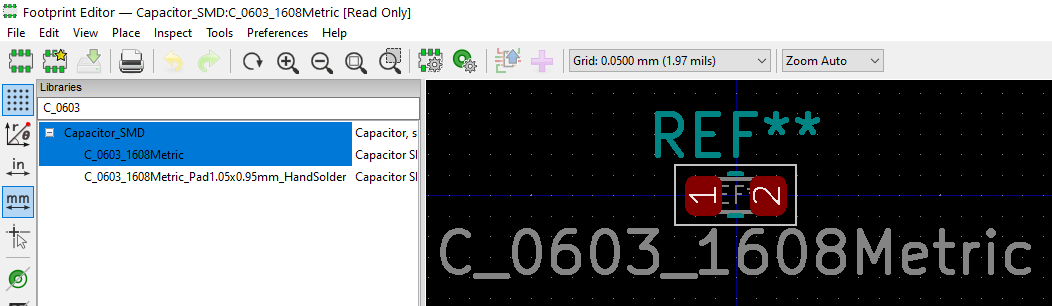 Footprint Editor — Capacitor_SMD:C_0603_1608Metric [Read Only]
File Edit View Place Inspect Tools Preferences Help
Grid: 0.0500 mm (1.97 mils) Zoom Auto
Libraries
C_0603
Capacitor_SMD Capacitor, s
C_0603_1608Metric Capacitor SI
C_0603_1608Metric_Pad1.05x0.95mm_HandSolder Capacitor SI
in
mm
REF**
1 2
C_0603_1608Metric